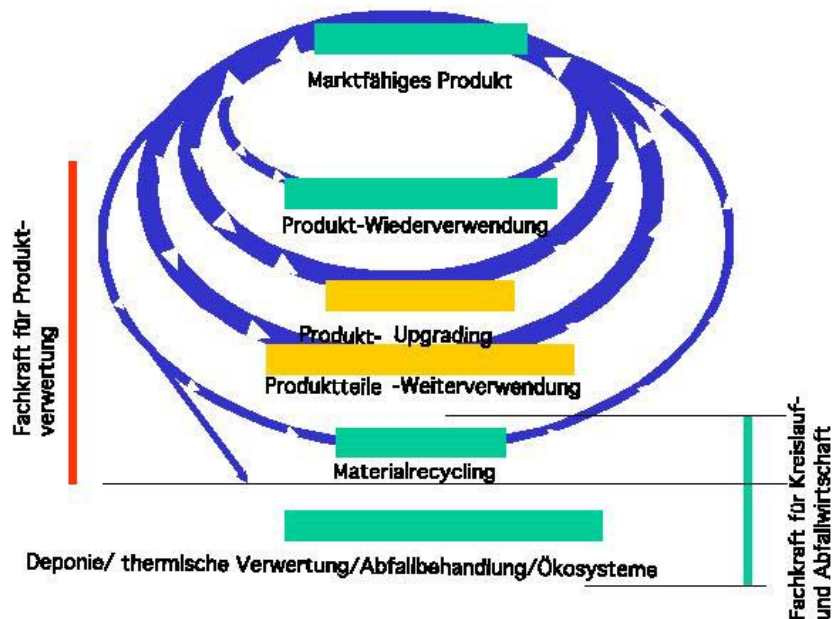 Marktfähiges Produkt
Produkt-Wiederverwendung
Produkt- Upgrading
Produktteile -Weiterverwendung
Materialrecycling
Deponie/ thermische Verwertung/Abfallbehandlung/Ökosysteme
Fachkraft für Produkt-
verwertung
Fachkraft für Kreislauf-
und Abfallwirtschaft